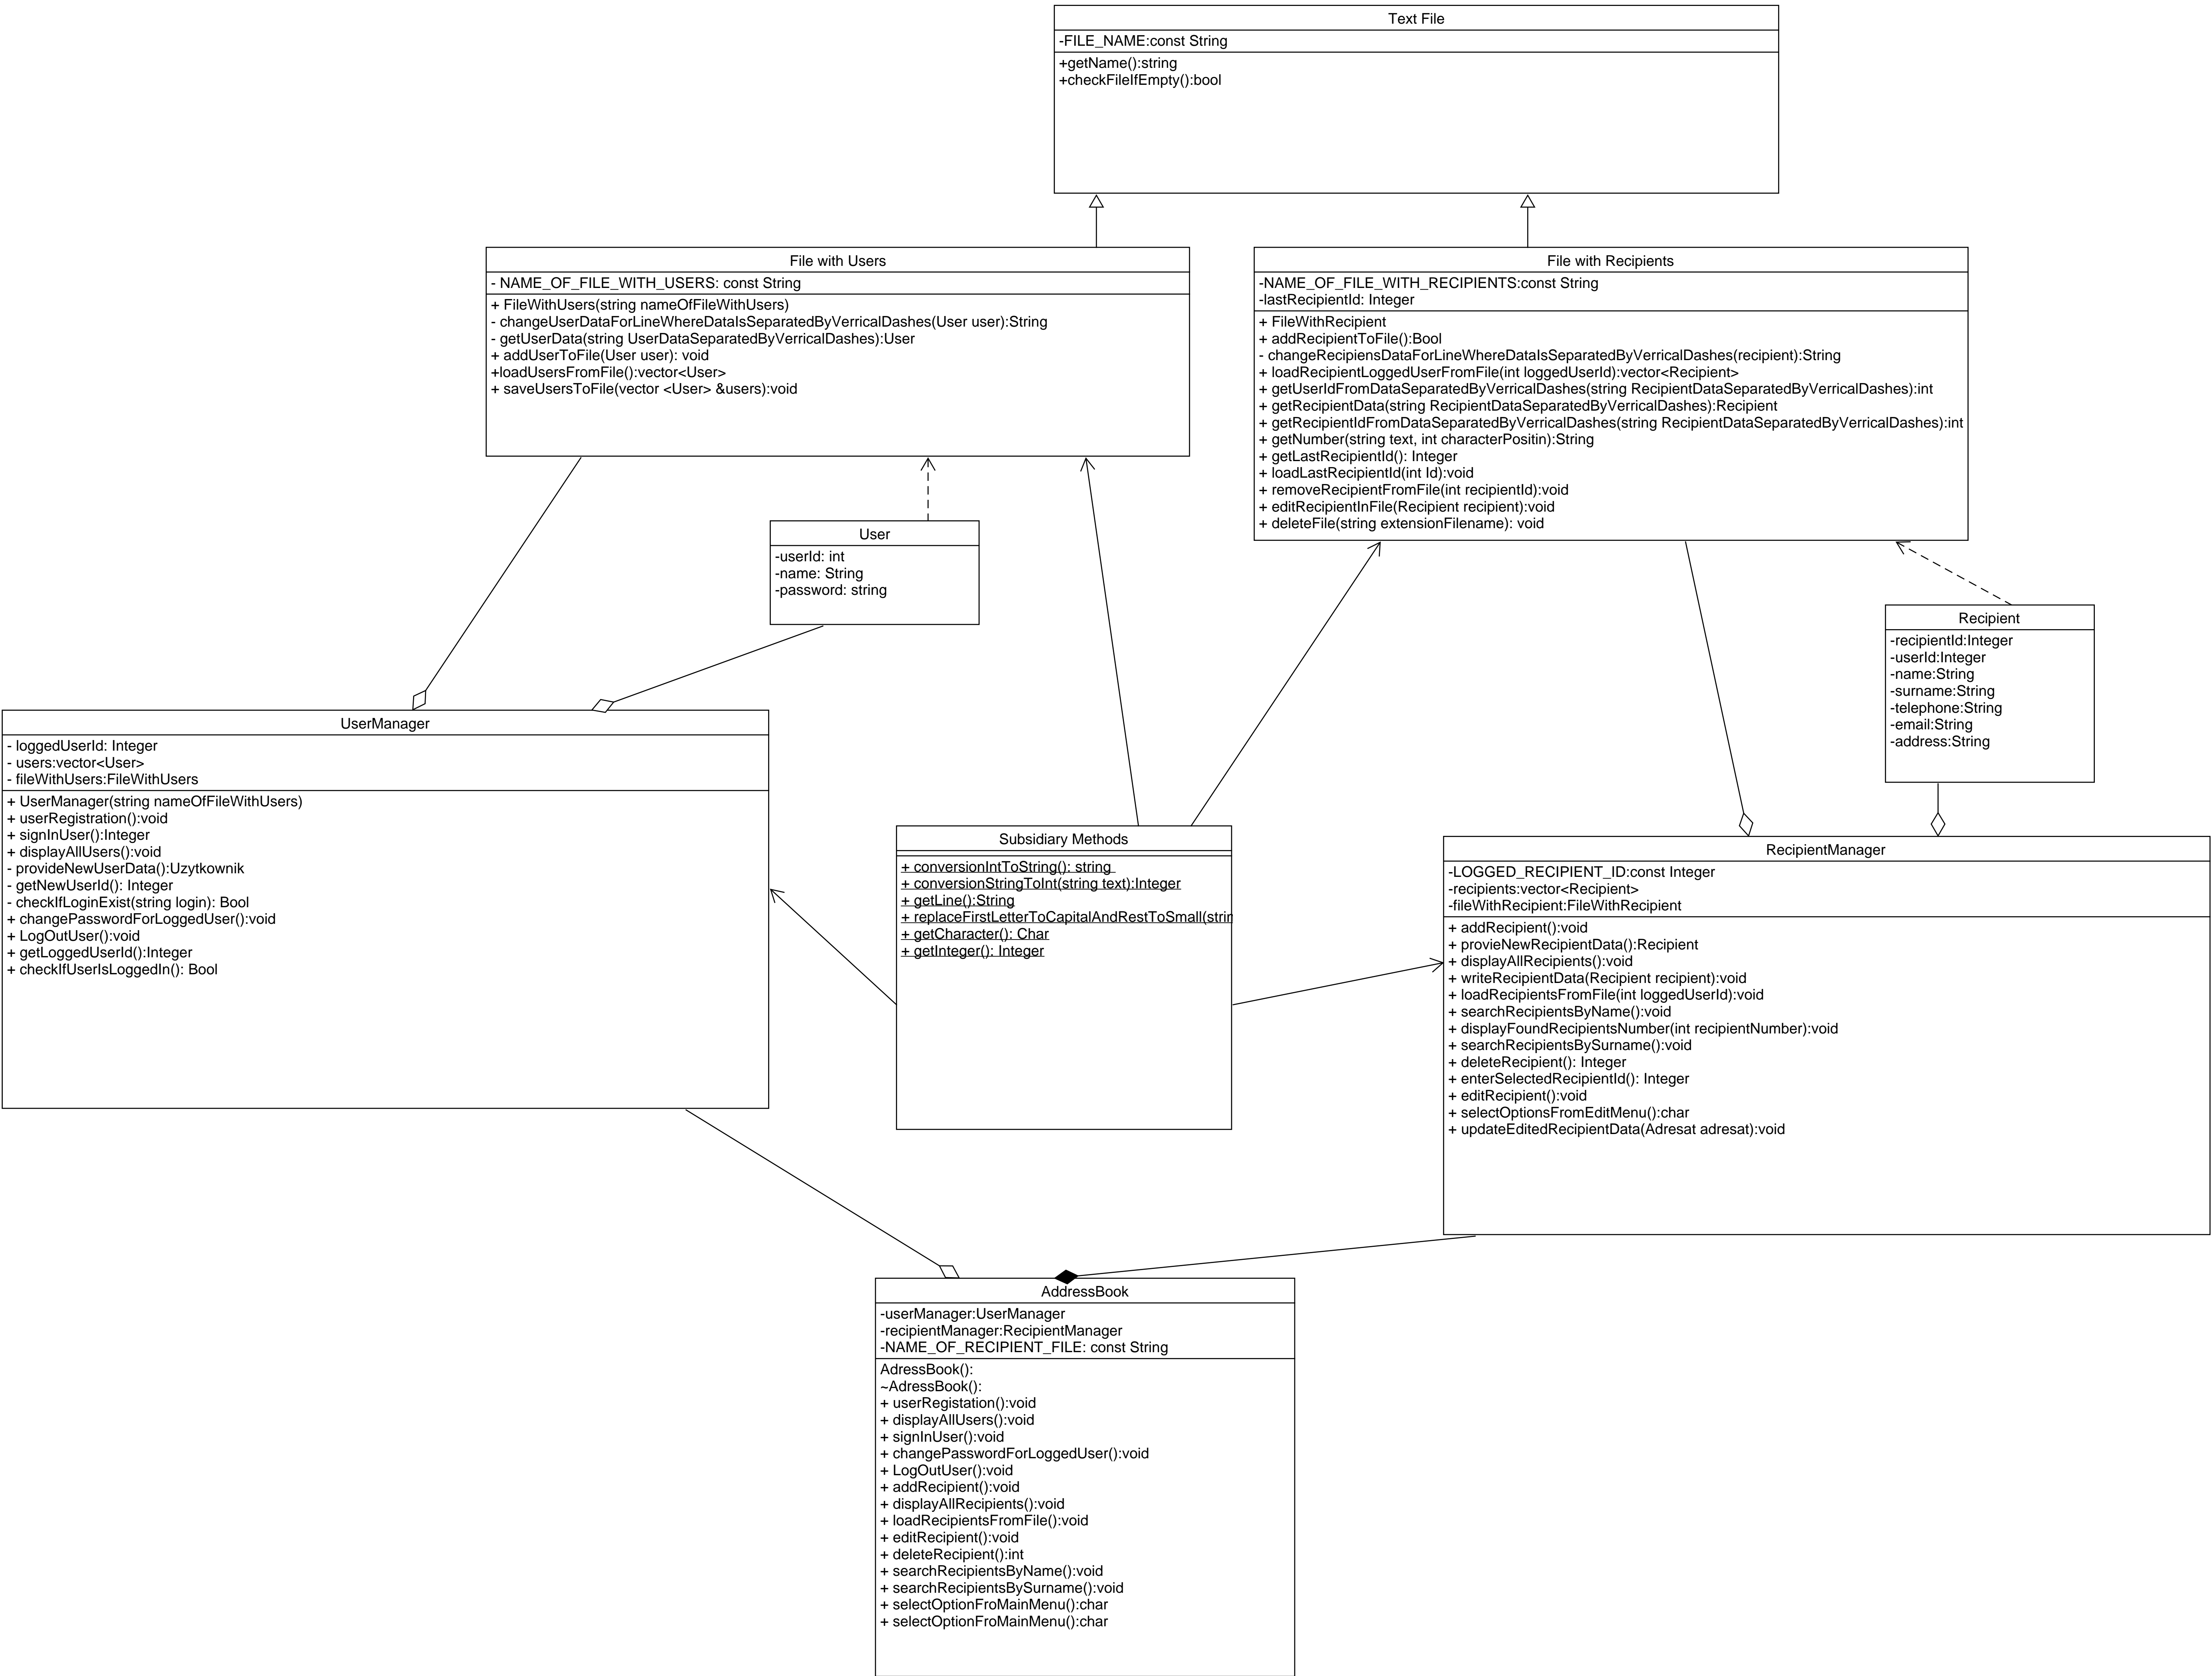 Text File
-FILE_NAME:const String
+getName():string
+checkFileIfEmpty():bool
File with Users
- NAME_OF_FILE_WITH_USERS: const String
+ FileWithUsers(string nameOfFileWithUsers)
- changeUserDataForLineWhereDataIsSeparatedByVerricalDashes(User user):String
- getUserData(string UserDataSeparatedByVerricalDashes):User
+ addUserToFile(User user): void
+loadUsersFromFile():vector<User>
+ saveUsersToFile(vector <User> &users):void
File with Recipients
-NAME_OF_FILE_WITH_RECIPIENTS:const String
-lastRecipientId: Integer
+ FileWithRecipient
+ addRecipientToFile():Bool
- changeRecipiensDataForLineWhereDataIsSeparatedByVerricalDashes(recipient):String
+ loadRecipientLoggedUserFromFile(int loggedUserId):vector<Recipient>
+ getUserIdFromDataSeparatedByVerricalDashes(string RecipientDataSeparatedByVerricalDashes):int
+ getRecipientData(string RecipientDataSeparatedByVerricalDashes):Recipient
+ getRecipientIdFromDataSeparatedByVerricalDashes(string RecipientDataSeparatedByVerricalDashes):int
+ getNumber(string text, int characterPositin):String
+ getLastRecipientId(): Integer
+ loadLastRecipientId(int Id):void
+ removeRecipientFromFile(int recipientId):void
+ editRecipientInFile(Recipient recipient):void
+ deleteFile(string extensionFilename): void
User
-userId: int
-name: String
-password: string
Recipient
-recipientId:Integer
-userId:Integer
-name:String
-surname:String
-telephone:String
-email:String
-address:String
UserManager
- loggedUserId: Integer
- users:vector<User>
- fileWithUsers:FileWithUsers
+ UserManager(string nameOfFileWithUsers)
+ userRegistration():void
+ signInUser():Integer
+ displayAllUsers():void
- provideNewUserData():Uzytkownik
- getNewUserId(): Integer
- checkIfLoginExist(string login): Bool
+ changePasswordForLoggedUser():void
+ LogOutUser():void
+ getLoggedUserId():Integer
+ checkIfUserIsLoggedIn(): Bool
Subsidiary Methods
+ conversionIntToString(): string
+ conversionStringToInt(string text):Integer
+ getLine():String
+ replaceFirstLetterToCapitalAndRestToSmall(strin
+ getCharacter(): Char
+ getInteger(): Integer
RecipientManager
-LOGGED_RECIPIENT_ID:const Integer
-recipients:vector<Recipient>
-fileWithRecipient:FileWithRecipient
+ addRecipient():void
+ provieNewRecipientData():Recipient
+ displayAllRecipients():void
+ writeRecipientData(Recipient recipient):void
+ loadRecipientsFromFile(int loggedUserId):void
+ searchRecipientsByName():void
+ displayFoundRecipientsNumber(int recipientNumber):void
+ searchRecipientsBySurname():void
+ deleteRecipient(): Integer
+ enterSelectedRecipientId(): Integer
+ editRecipient():void
+ selectOptionsFromEditMenu():char
+ updateEditedRecipientData(Adresat adresat):void
AddressBook
-userManager:UserManager
-recipientManager:RecipientManager
-NAME_OF_RECIPIENT_FILE: const String
AdressBook():
~AdressBook():
+ userRegistation():void
+ displayAllUsers():void
+ signInUser():void
+ changePasswordForLoggedUser():void
+ LogOutUser():void
+ addRecipient():void
+ displayAllRecipients():void
+ loadRecipientsFromFile():void
+ editRecipient():void
+ deleteRecipient():int
+ searchRecipientsByName():void
+ searchRecipientsBySurname():void
+ selectOptionFroMainMenu():char
+ selectOptionFroMainMenu():char